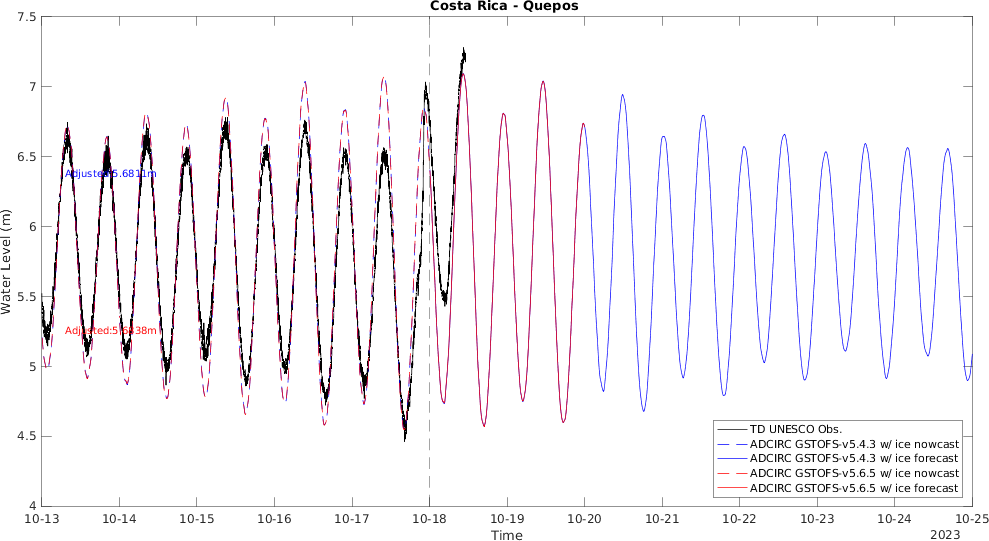 Costa Rica - Quepos
7.5
7
6.5
6
5.5
5
4.5
4
Water Level (m)
Adjusted:5.6811m
Adjusted:5.6438m
TD UNESCO Obs.
ADCIRC GSTOFS-v5.4.3 w/ ice nowcast
ADCIRC GSTOFS-v5.4.3 w/ ice forecast
ADCIRC GSTOFS-v5.6.5 w/ ice nowcast
ADCIRC GSTOFS-v5.6.5 w/ ice forecast
10-13 10-14 10-15 10-16 10-17 10-18 10-19 10-20 10-21 10-22 10-23 10-24 10-25
Time
2023